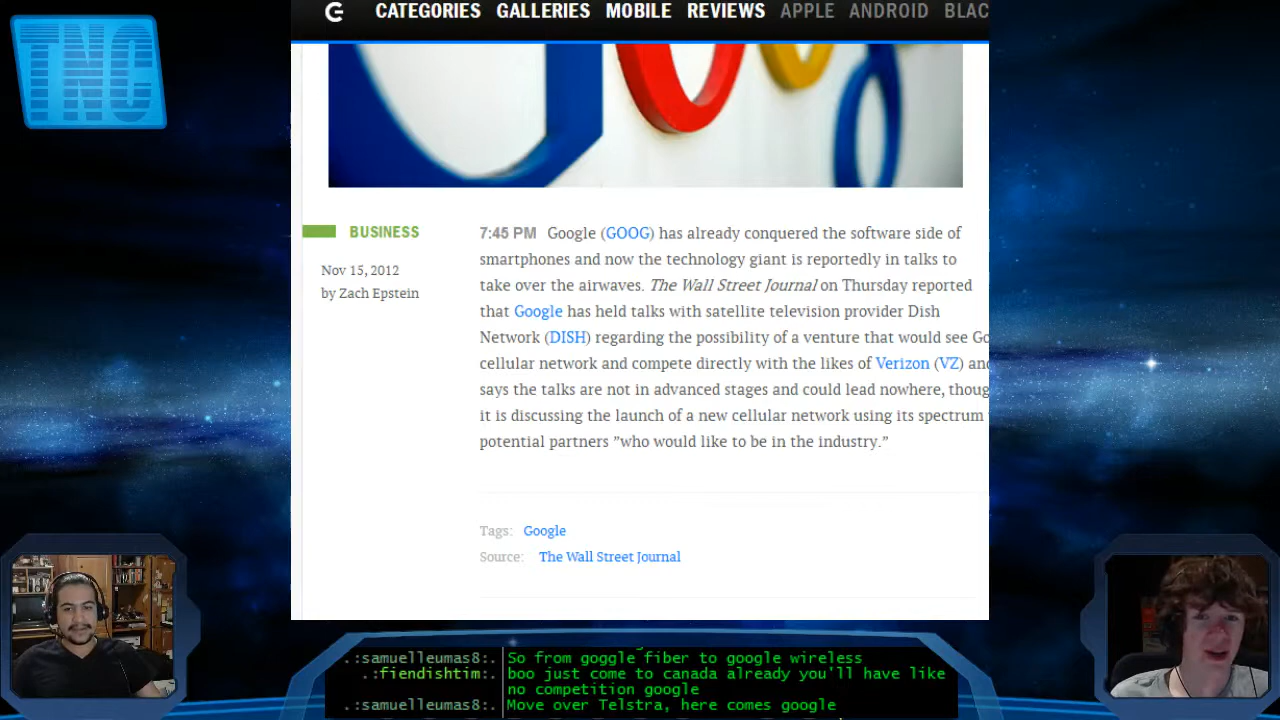 TNC
CATEGORIES GALLERIES MOBILE REVIEWS APPLE ANDROID BLAC
BUSINESS
Nov 15, 2012
by Zach Epstein
7:45 PM Google (GOOG) has already conquered the software side of
smartphones and now the technology giant is reportedly in talks to
take over the airwaves. The Wall Street Journal on Thursday reported
that Google has held talks with satellite television provider Dish
Network (DISH) regarding the possibility of a venture that would see Go
cellular network and compete directly with the likes of Verizon (VZ) and
says the talks are not in advanced stages and could lead nowhere, thoug
it is discussing the launch of a new cellular network using its spectrum
potential partners ”who would like to be in the industry.”
Tags: Google
Source: The Wall Street Journal
.:samuelleumas8:. So from goggle fiber to google wireless
.:fiendishtim:. boo just come to canada already you'll have like
no competition google
.:samuelleumas8:. Move over Telstra, here comes google